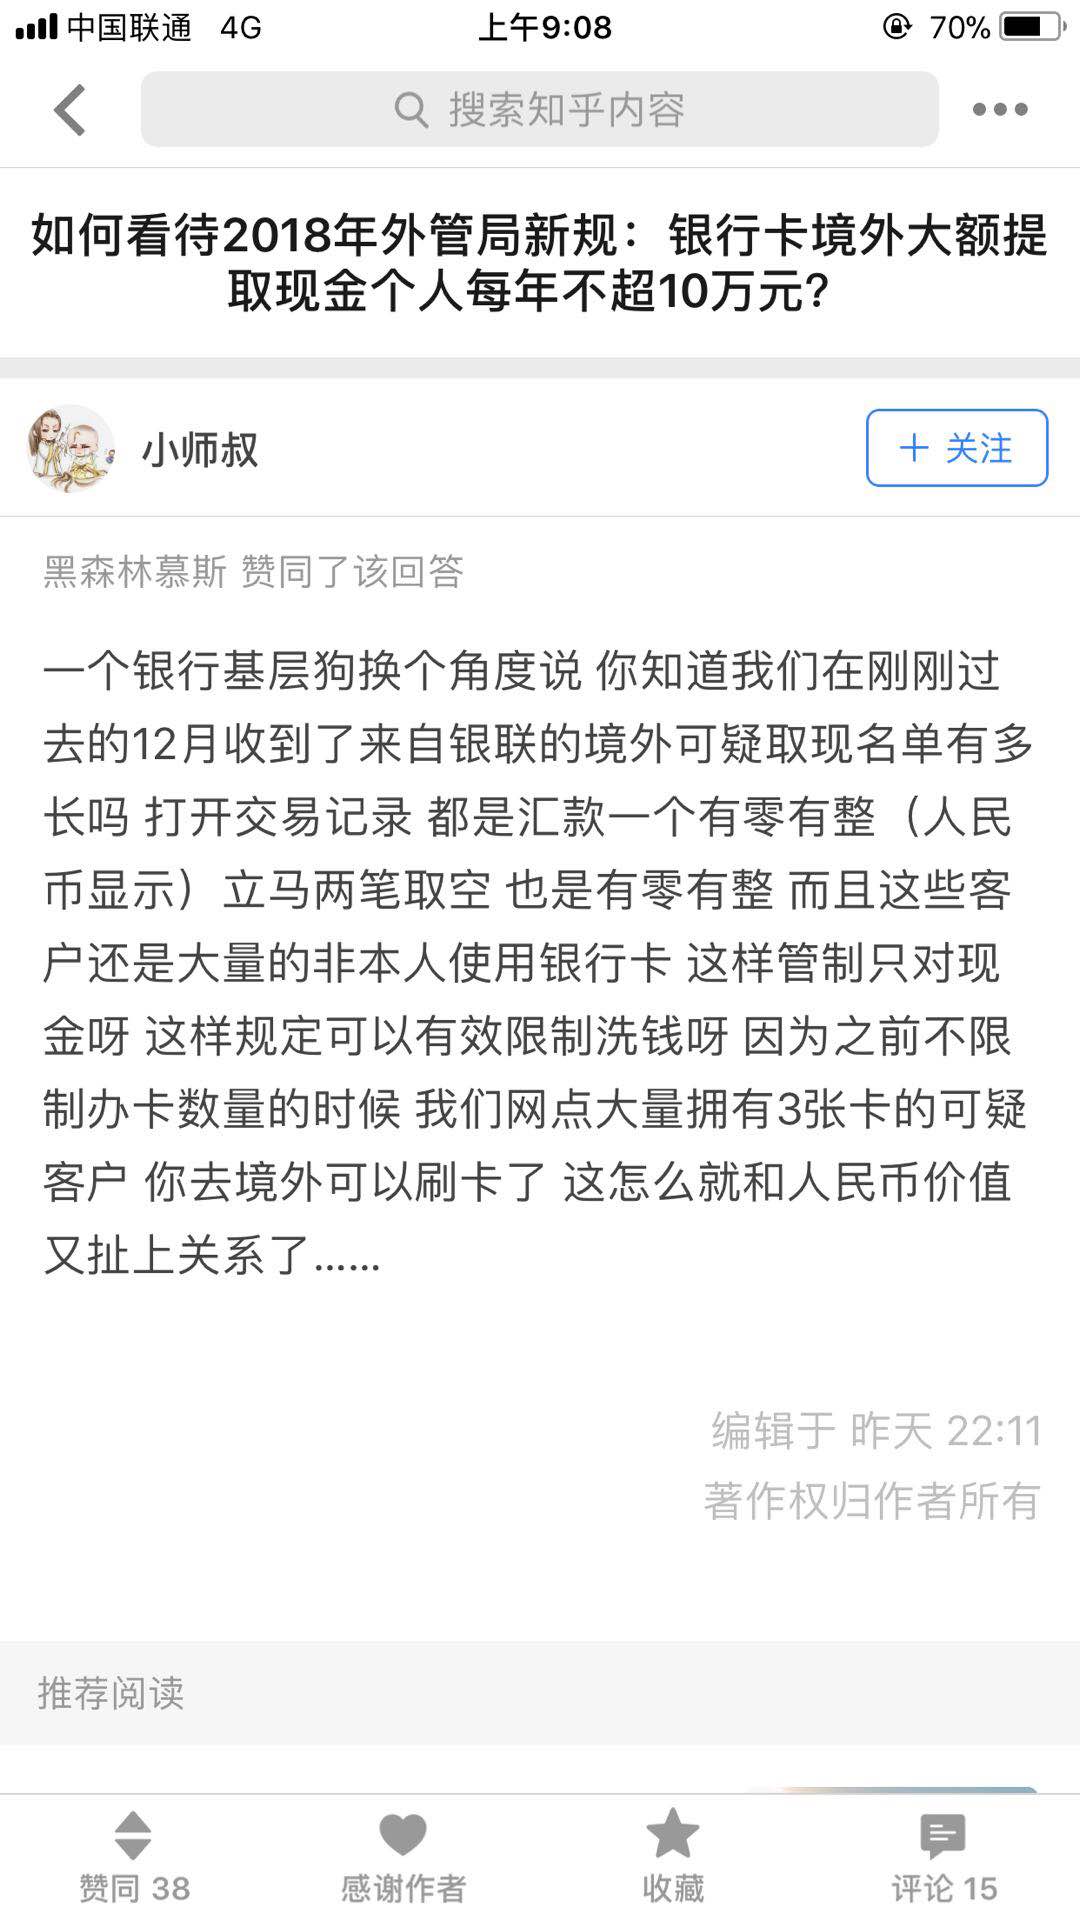 中国联通 4G 上午9:08 70%
搜索知乎内容
如何看待2018年外管局新规：银行卡境外大额提
取现金个人每年不超10万元?
小师叔
+ 关注
黑森林慕斯 赞同了该回答
一个银行基层狗换个角度说 你知道我们在刚刚过
去的12月收到了来自银联的境外可疑取现名单有多
长吗 打开交易记录 都是汇款一个有零有整（人民
币显示）立马两笔取空 也是有零有整 而且这些客
户还是大量的非本人使用银行卡 这样管制只对现
金呀 这样规定可以有效限制洗钱呀 因为之前不限
制办卡数量的时候 我们网点大量拥有3张卡的可疑
客户 你去境外可以刷卡了 这怎么就和人民币价值
又扯上关系了……
编辑于 昨天 22:11
著作权归作者所有
推荐阅读
赞同 38 感谢作者 收藏 评论 15